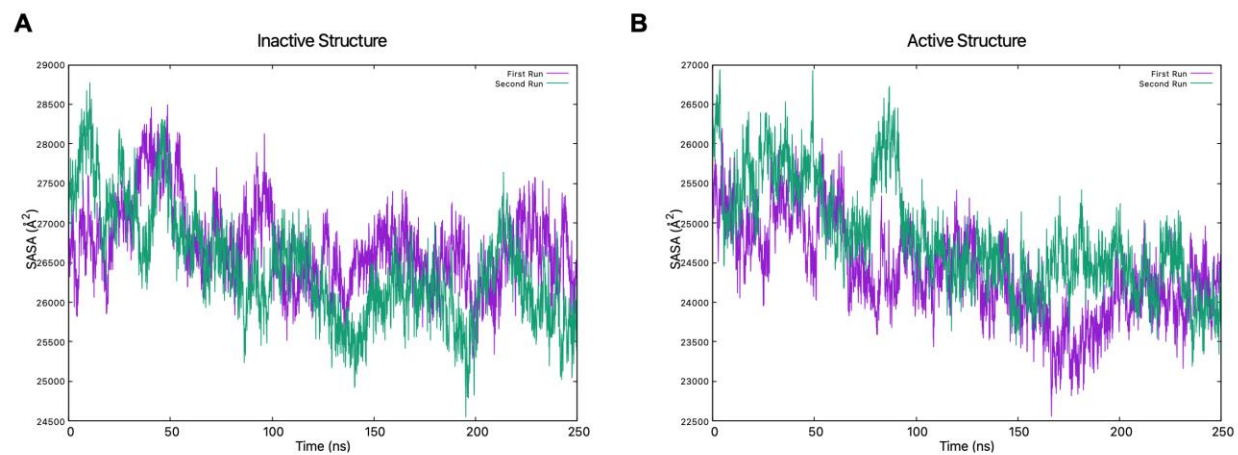 A
Inactive Structure
First Run
Second Run
29000
28500
28000
27500
27000
26500
26000
25500
25000
24500
SASA (Å²)
0 50 100 150 200 250
Time (ns)
B
Active Structure
First Run
Second Run
27000
26500
26000
25500
25000
24500
24000
23500
23000
22500
SASA (Å²)
0 50 100 150 200 250
Time (ns)